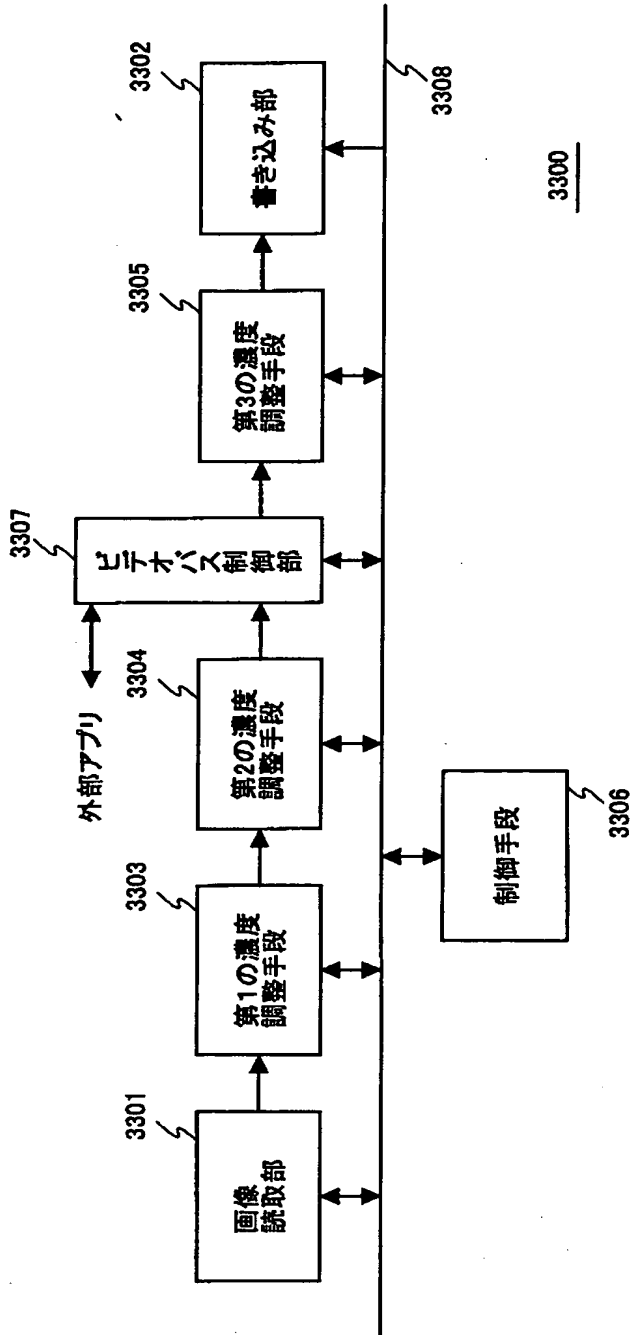 3307
外部アプリ
3301
3303
3304
3305
3302
画像
読取部
第1の濃度
調整手段
第2の濃度
調整手段
ビデオバス制御部
第3の濃度
調整手段
書き込み部
3308
制御手段
3306
3300